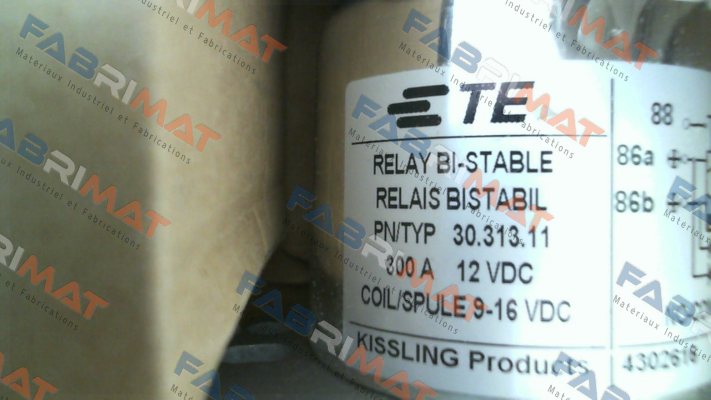 TE
RELAY BI-STABLE
RELAIS BISTABIL
PN/TYP 30.313.11
300 A 12 VDC
COIL/SPULE 9-16 VDC
KISSLING Products
88
86a +
86b +
FABRIMAT
Materiaux Industriel et Fabrications